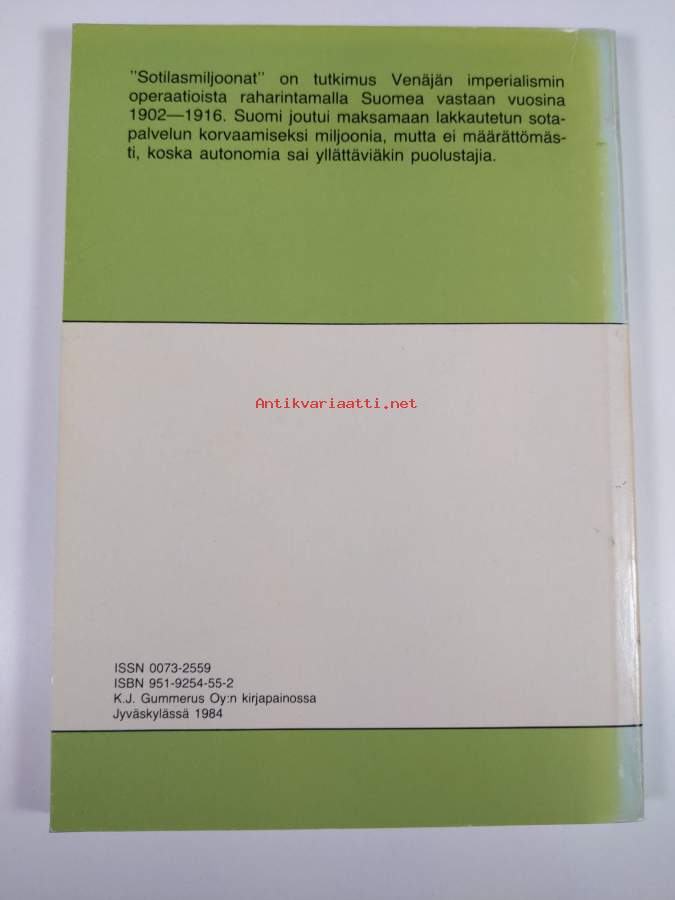 "Sotilasmiljoonat" on tutkimus Venäjän imperialismin
operaatioista raharintamalla Suomea vastaan vuosina
1902—1916. Suomi joutui maksamaan lakkautetun sota-
palvelun korvaamiseksi miljoonia, mutta ei määrättömäs-
ti, koska autonomia sai yllättäviäkin puolustajia.
Antikvariaatti.net
ISSN 0073-2559
ISBN 951-9254-55-2
K.J. Gummerus Oy:n kirjapainossa
Jyväskylässä 1984